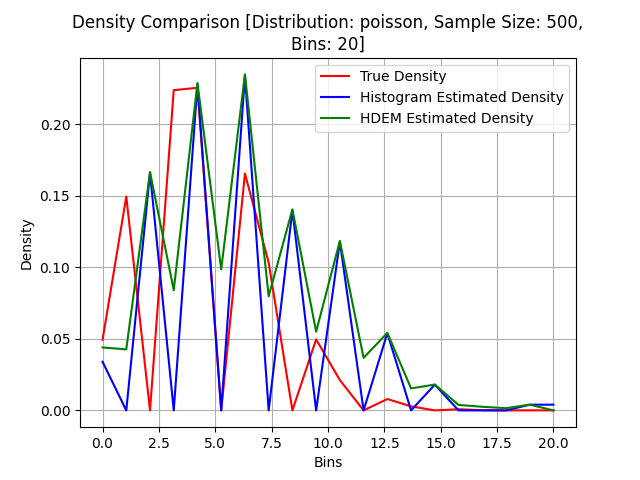 Density Comparison [Distribution: poisson, Sample Size: 500,
Bins: 20]
True Density
Histogram Estimated Density
HDEM Estimated Density
Density
0.20
0.15
0.10
0.05
0.00
0.0 2.5 5.0 7.5 10.0 12.5 15.0 17.5 20.0
Bins